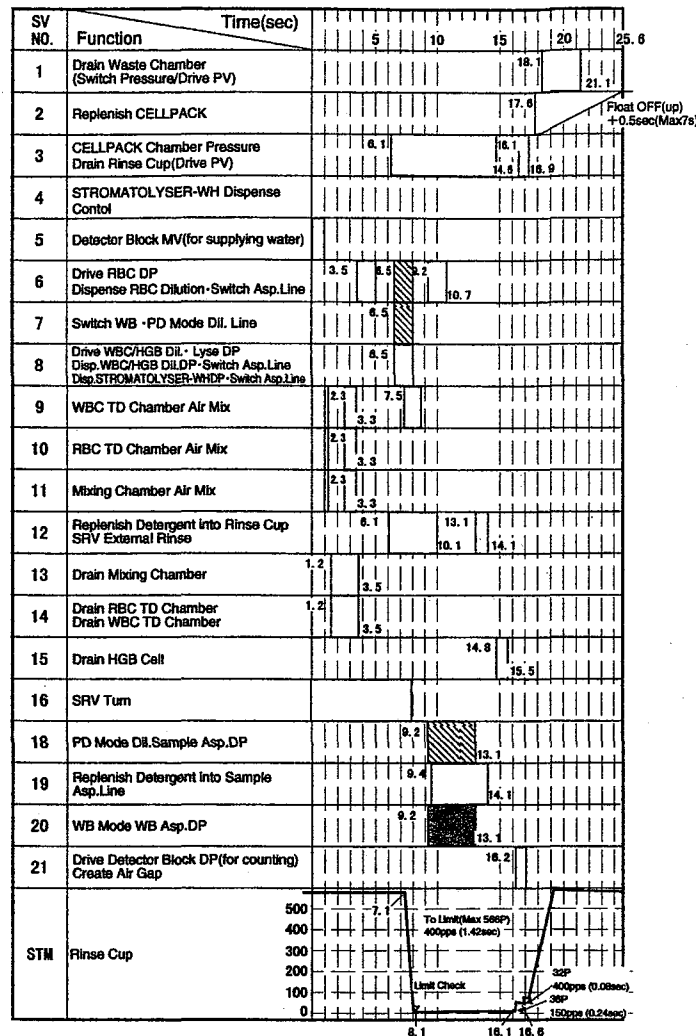 SV NO. Function Time(sec) 5 10 15 20 25.6
1 Drain Waste Chamber
(Switch Pressure/Drive PV) 18.1 21.1
2 Replenish CELLPACK 17.6 Float OFF(up)
+0.5sec(Max7s)
3 CELLPACK Chamber Pressure 6.1 16.1
Drain Rinse Cup(Drive PV) 14.8 16.9
4 STROMATOLYSER-WH Dispense
Contol
5 Detector Block MV(for supplying water)
6 Drive RBC DP 3.5 6.5 9.2
Dispense RBC Dilution·Switch Asp.Line 10.7
7 Switch WB ·PD Mode Dil. Line 6.5
8 Drive WBC/HGB Dil.· Lyse DP
Disp.WBC/HGB Dil.DP·Switch Asp.Line 6.5
Disp.STROMATOLYSER-WHDP·Switch Asp.Line
9 WBC TD Chamber Air Mix 2.3 3.3 7.5
10 RBC TD Chamber Air Mix 2.3 3.3
11 Mixing Chamber Air Mix 2.3 3.3
12 Replenish Detergent into Rinse Cup 6.1 13.1
SRV External Rinse 10.1 14.1
13 Drain Mixing Chamber 1.2 3.5
14 Drain RBC TD Chamber 1.2
Drain WBC TD Chamber 3.5
15 Drain HGB Cell 14.8 15.5
16 SRV Turn
18 PD Mode Dil.Sample Asp.DP 9.2 13.1
19 Replenish Detergent into Sample 9.4
Asp.Line 14.1
20 WB Mode WB Asp.DP 9.2 13.1
21 Drive Detector Block DP(for counting) 16.2
Create Air Gap
STM Rinse Cup
500 7.1 To Limit(Max 566P)
400 400pps (1.42sec)
300
200 Limit Check 32P
100 400pps (0.08sec)
0 36P
150pps (0.24sec)
8.1 16.1 16.6